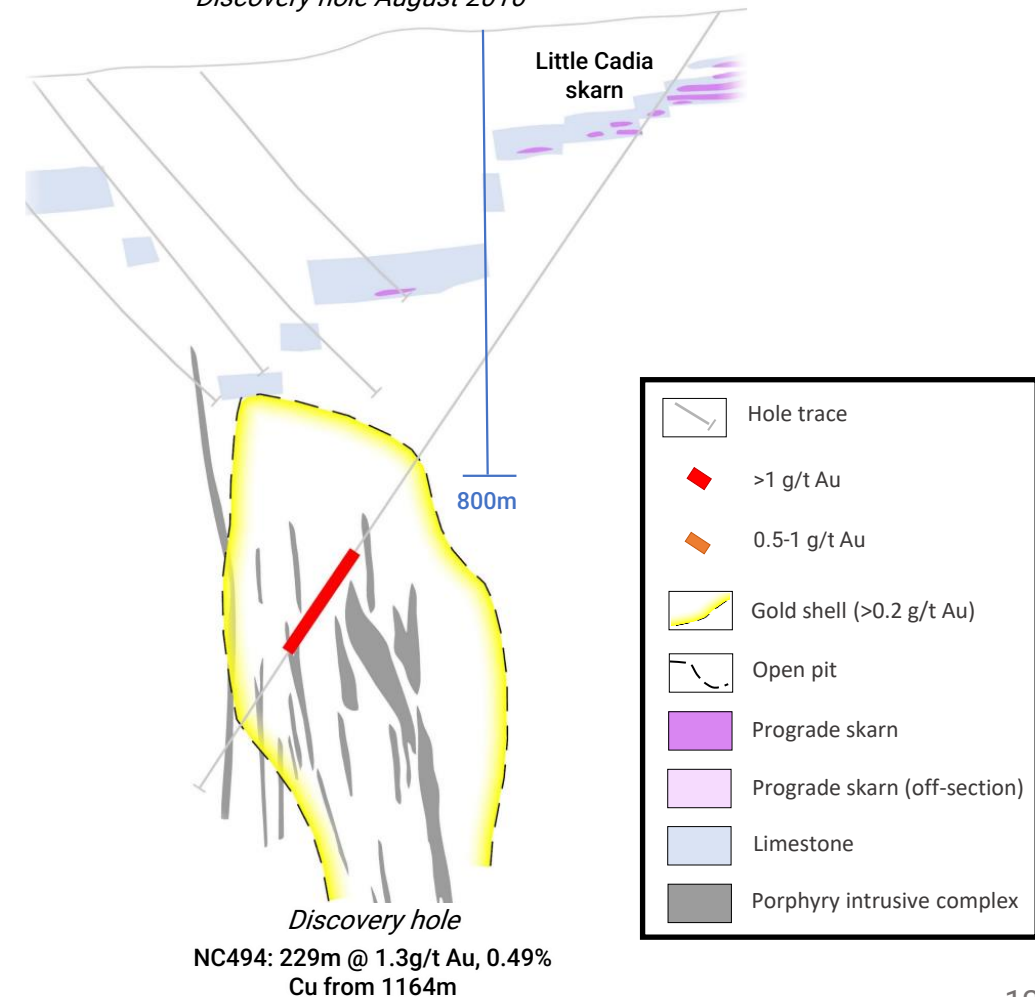 Discovery hole August
Little Cadia
skarn
800m
Hole trace
>1 g/t Au
0.5-1 g/t Au
Gold shell (>0.2 g/t Au)
Open pit
Prograde skarn
Prograde skarn (off-section)
Limestone
Porphyry intrusive complex
Discovery hole
NC494: 229m @ 1.3g/t Au, 0.49%
Cu from 1164m